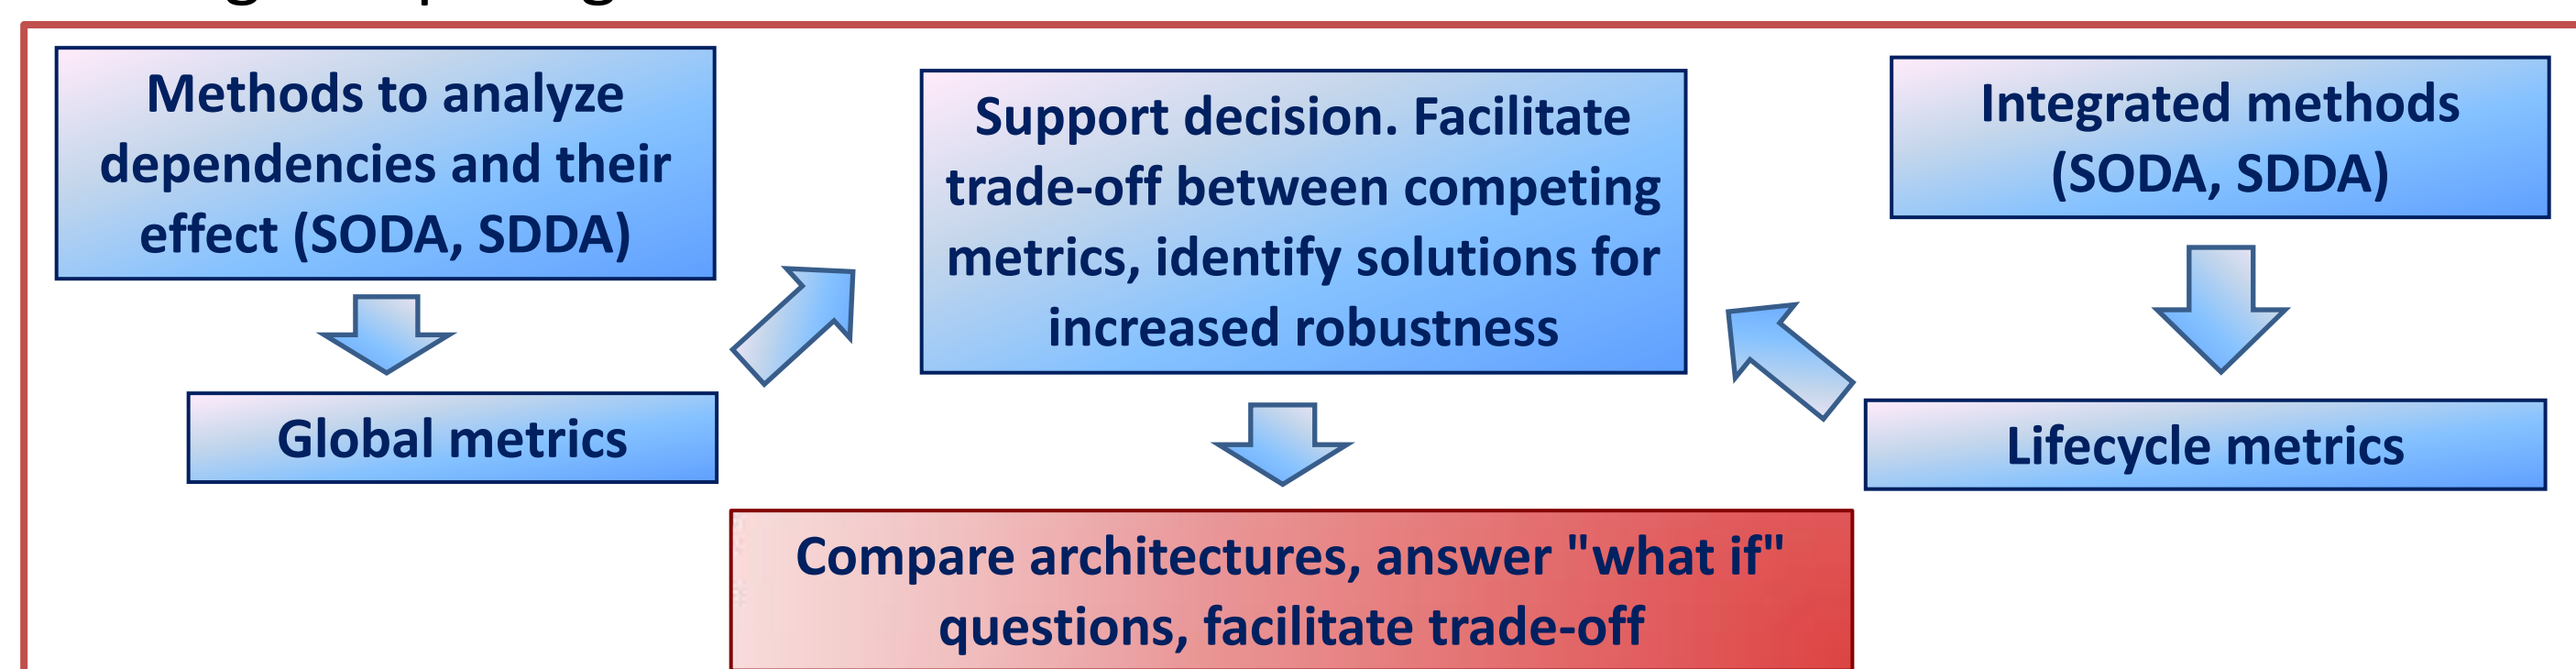 Methods to analyze
dependencies and their
effect (SODA, SDDA)
Global metrics
Support decision. Facilitate
trade-off between competing
metrics, identify solutions for
increased robustness
Integrated methods
(SODA, SDDA)
Lifecycle metrics
Compare architectures, answer "what if"
questions, facilitate trade-off